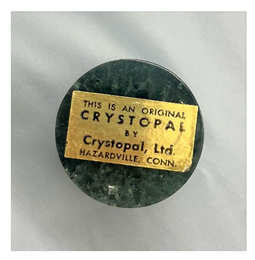 THIS IS AN ORIGINAL
CRYSTOPAL
BY
Crystopal, Ltd.
HAZARDVILLE, CONN.